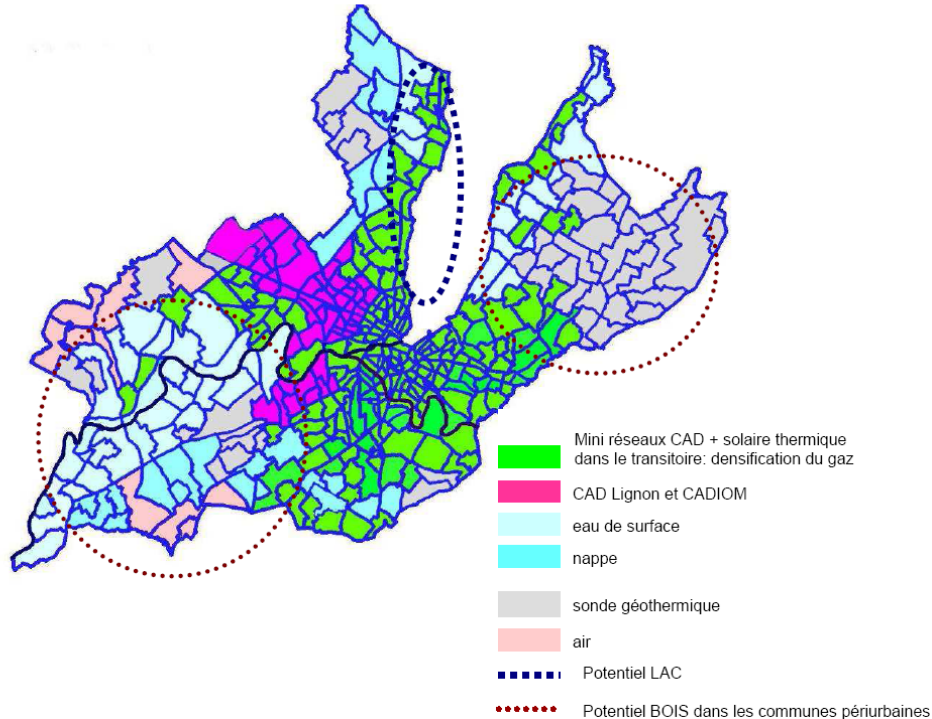 Mini réseaux CAD + solaire thermique
dans le transitoire: densification du gaz
CAD Lignon et CADIOM
eau de surface
nappe
sonde géothermique
air
Potentiel LAC
Potentiel BOIS dans les communes périurbaines